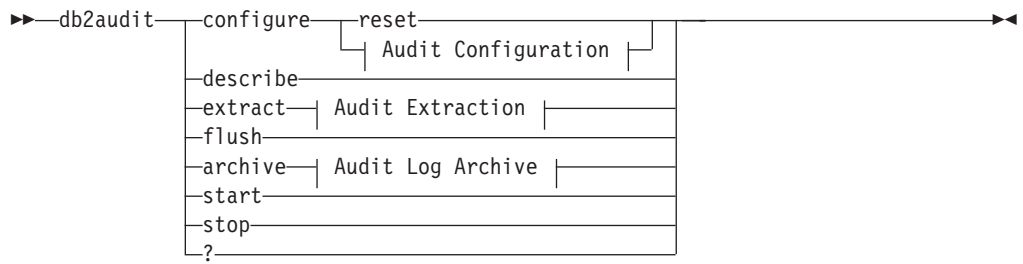 db2audit configure reset
Audit Configuration
describe
extract Audit Extraction
flush
archive Audit Log Archive
start
stop
?